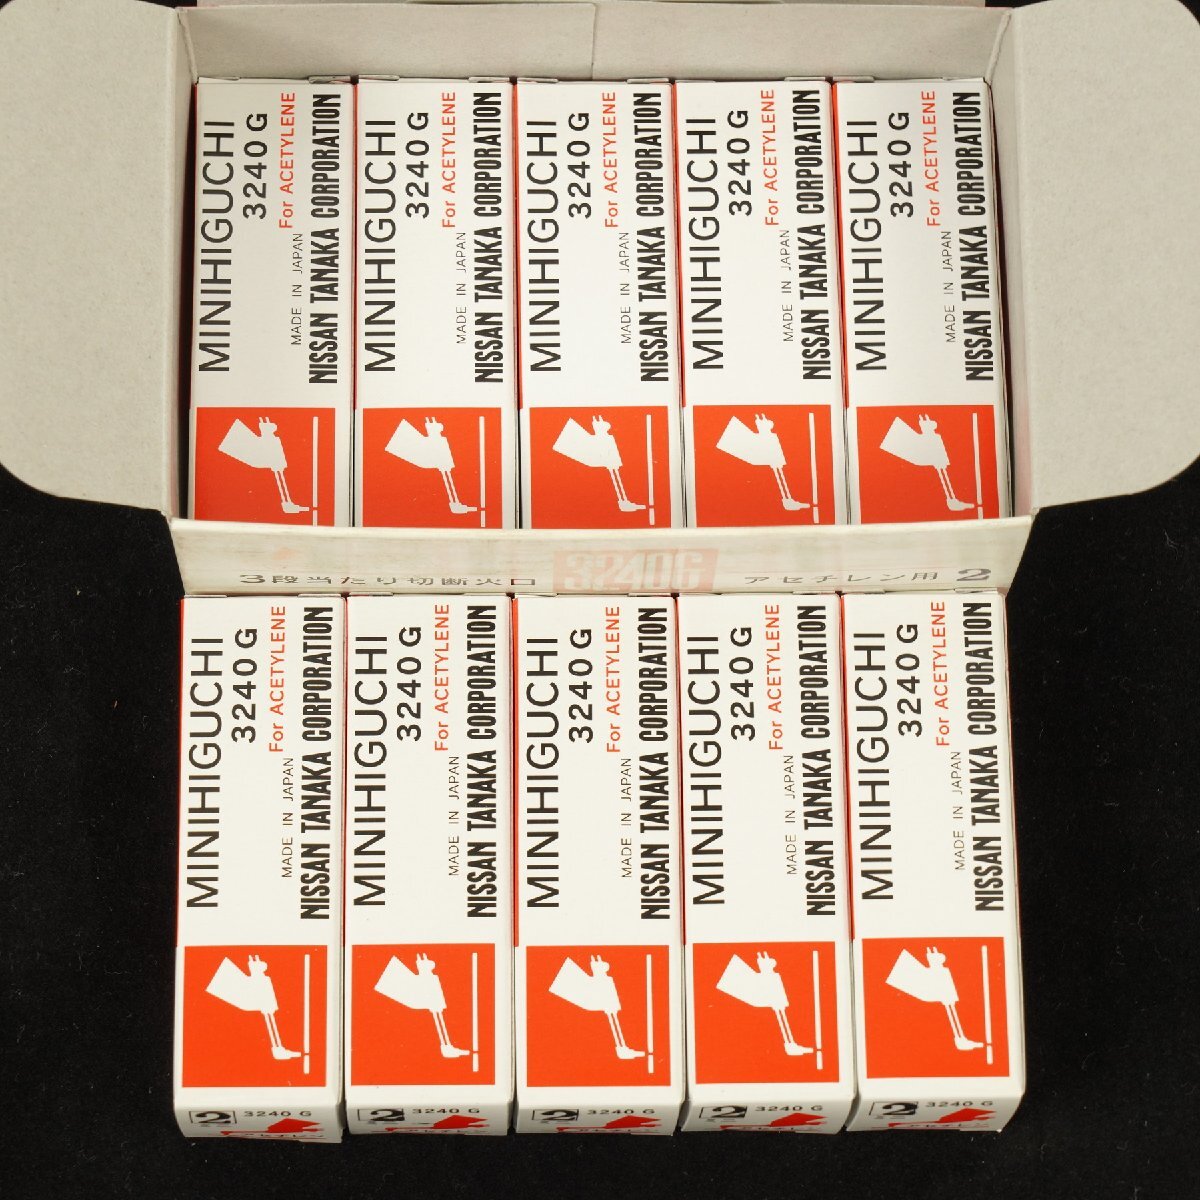 MINIHIGUCHI
3240 G
For ACETYLENE
MADE IN JAPAN
NISSAN TANAKA CORPORATION
MINIHIGUCHI
3240 G
For ACETYLENE
MADE IN JAPAN
NISSAN TANAKA CORPORATION
MINIHIGUCHI
3240 G
For ACETYLENE
MADE IN JAPAN
NISSAN TANAKA CORPORATION
MINIHIGUCHI
3240 G
For ACETYLENE
MADE IN JAPAN
NISSAN TANAKA CORPORATION
MINIHIGUCHI
3240 G
For ACETYLENE
MADE IN JAPAN
NISSAN TANAKA CORPORATION
3段当たり切断火口 3240G アセチレン用 2
MINIHIGUCHI
3240 G
For ACETYLENE
MADE IN JAPAN
NISSAN TANAKA CORPORATION
2 3240 G
MINIHIGUCHI
3240 G
For ACETYLENE
MADE IN JAPAN
NISSAN TANAKA CORPORATION
2 3240 G
MINIHIGUCHI
3240 G
For ACETYLENE
MADE IN JAPAN
NISSAN TANAKA CORPORATION
2 3240 G
MINIHIGUCHI
3240 G
For ACETYLENE
MADE IN JAPAN
NISSAN TANAKA CORPORATION
2 3240 G
MINIHIGUCHI
3240 G
For ACETYLENE
MADE IN JAPAN
NISSAN TANAKA CORPORATION
2 3240 G